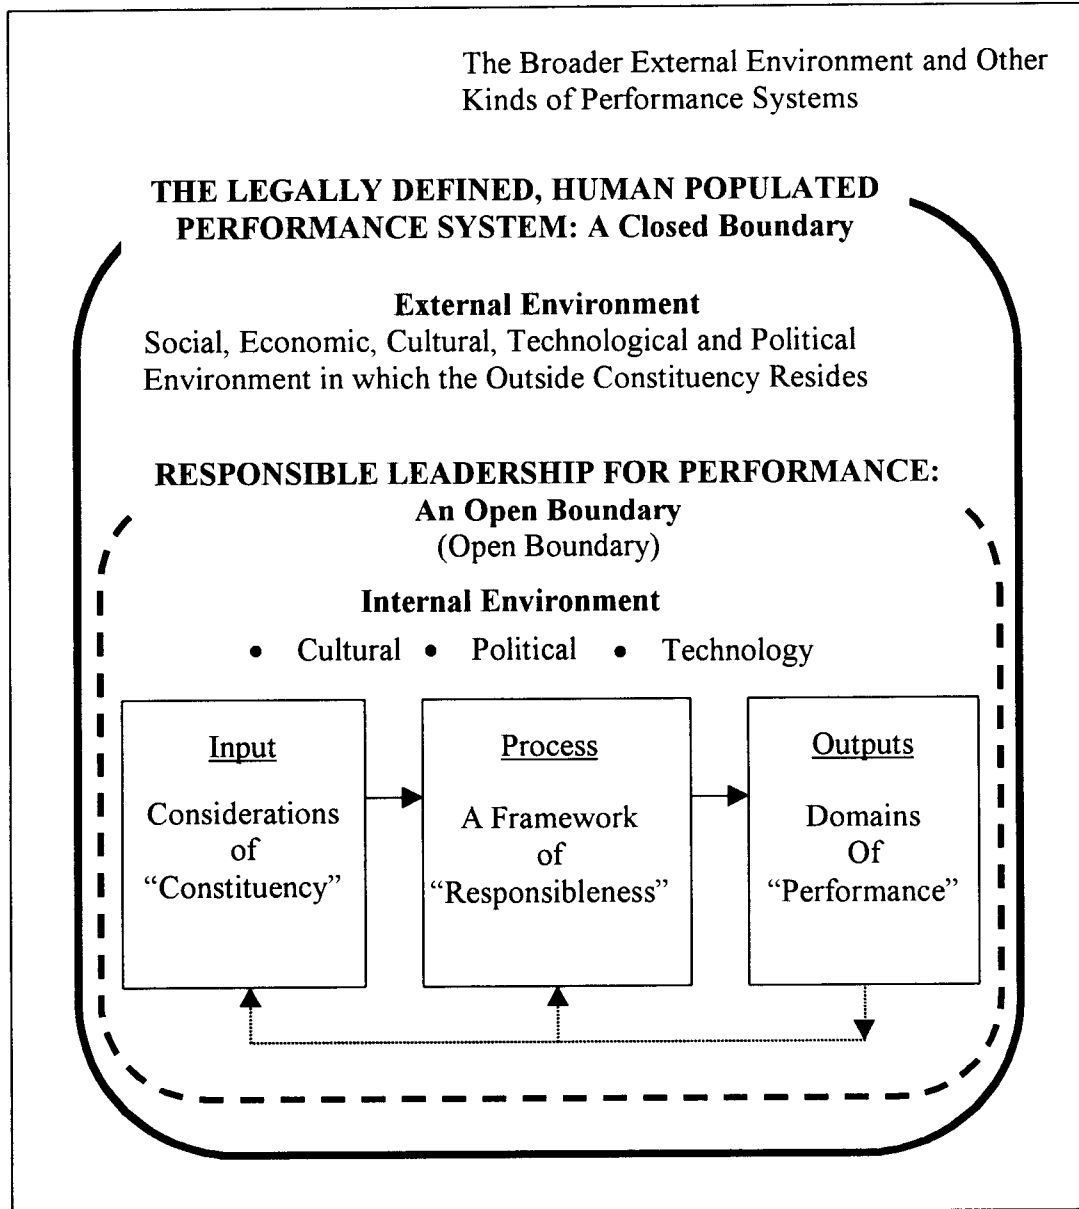 The Broader External Environment and Other
Kinds of Performance Systems
THE LEGALLY DEFINED, HUMAN POPULATED
PERFORMANCE SYSTEM: A Closed Boundary
External Environment
Social, Economic, Cultural, Technological and Political
Environment in which the Outside Constituency Resides
RESPONSIBLE LEADERSHIP FOR PERFORMANCE:
An Open Boundary
(Open Boundary)
Internal Environment
• Cultural • Political • Technology
Input
Considerations
of
“Constituency”
Process
A Framework
of
“Responsibleness”
Outputs
Domains
Of
“Performance”